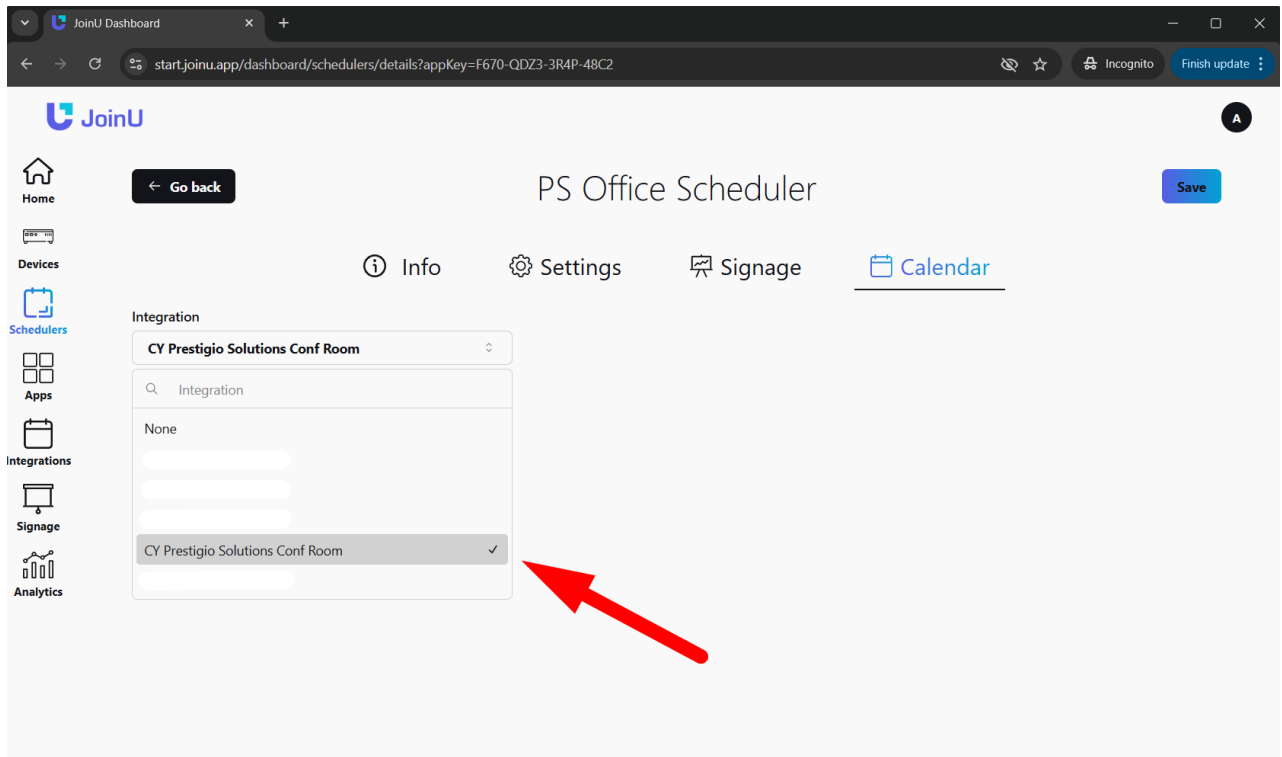 JoinU Dashboard
start.joinu.app/dashboard/schedulers/details?appKey=F670-QDZ3-3R4P-48C2
Incognito
Finish update
JoinU
A
Home
Go back
PS Office Scheduler
Save
Devices
Info
Settings
Signage
Calendar
Schedulers
Integration
CY Prestigio Solutions Conf Room
Apps
Integration
None
Integrations
Signage
CY Prestigio Solutions Conf Room
Analytics